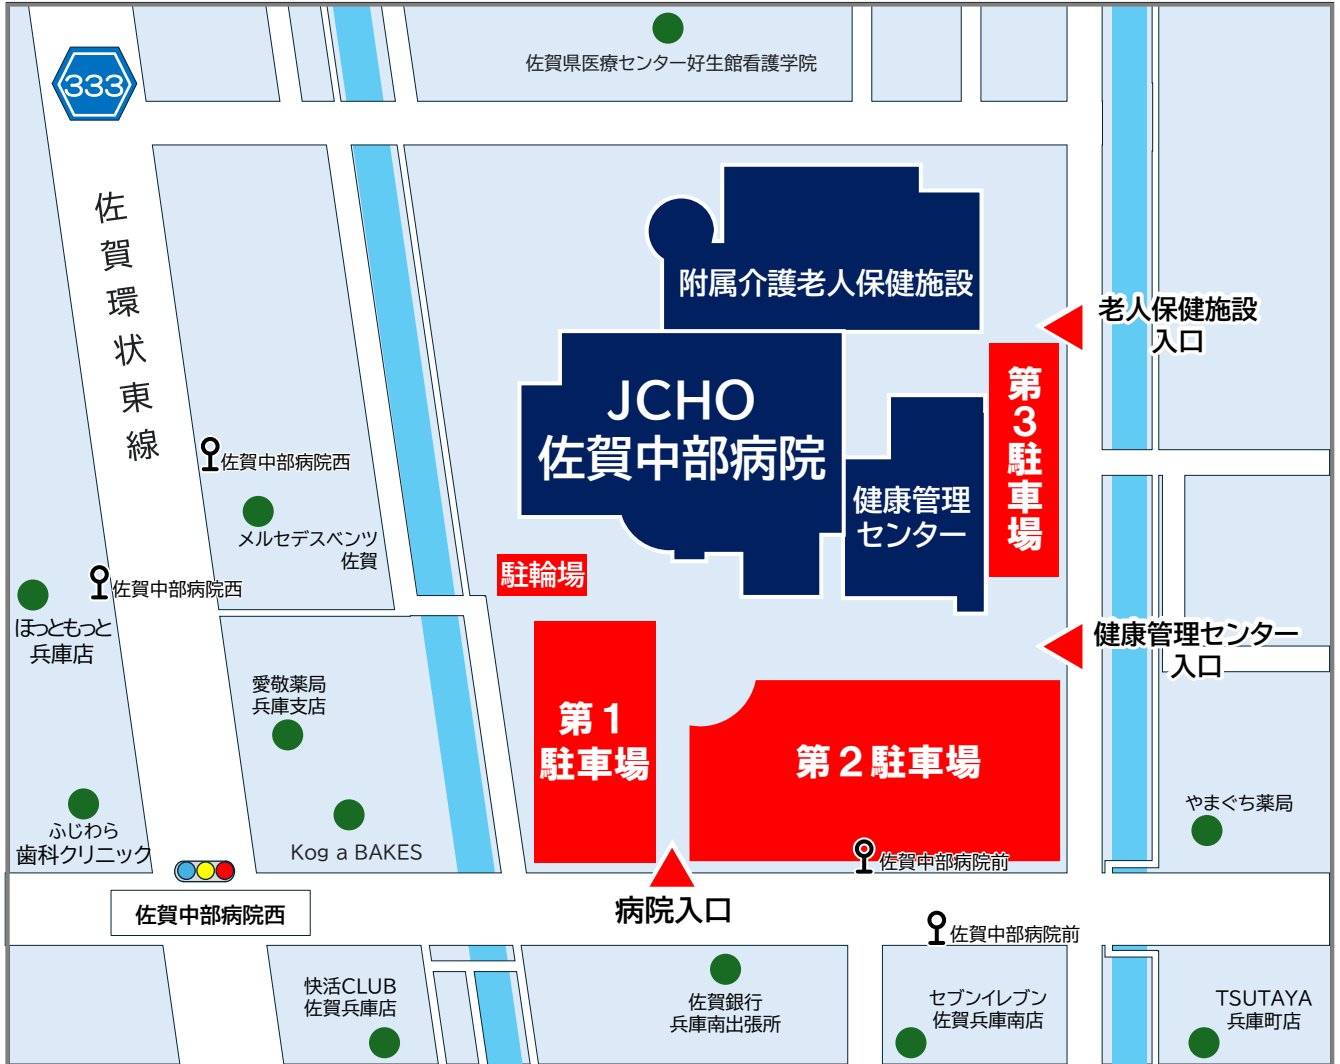 佐賀県医療センター好生館看護学院
333
佐賀環状東線
附属介護老人保健施設
老人保健施設
入口
JCHO
佐賀中部病院
第3駐車場
健康管理
センター
佐賀中部病院西
メルセデスベンツ
佐賀
駐輪場
佐賀中部病院西
ほっともっと
兵庫店
健康管理センター
入口
愛敬薬局
兵庫支店
第1
駐車場
第2駐車場
やまぐち薬局
ふじわら
歯科クリニック
Kog a BAKES
佐賀中部病院前
佐賀中部病院西
病院入口
佐賀中部病院前
快活CLUB
佐賀兵庫店
佐賀銀行
兵庫南出張所
セブンイレブン
佐賀兵庫南店
TSUTAYA
兵庫町店